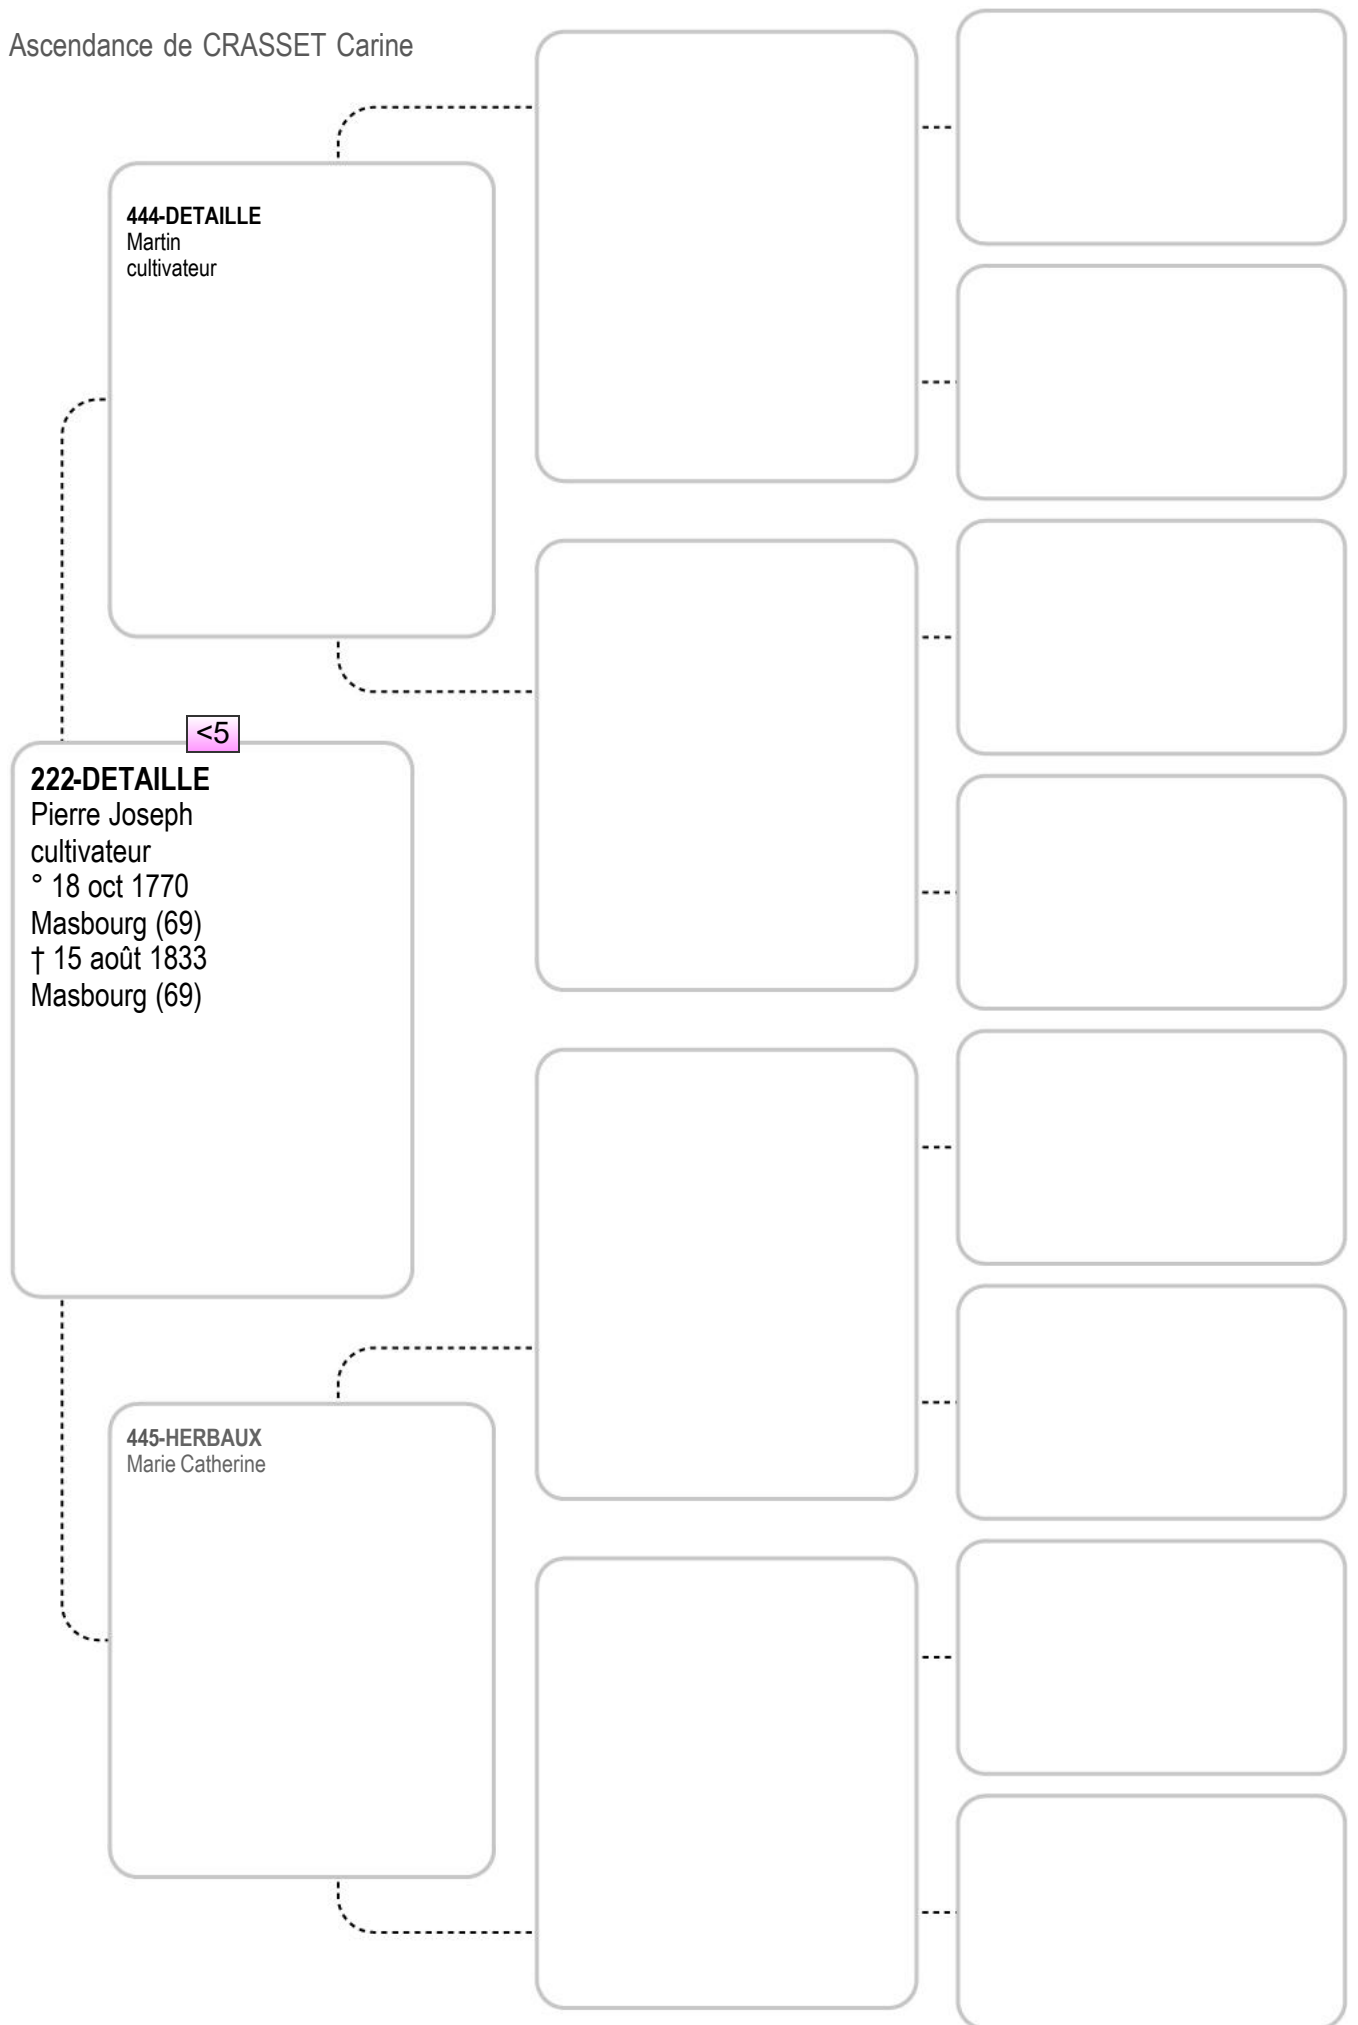 Ascendance de CRASSET Carine
444-DETAILLE
Martin
cultivateur
<5
222-DETAILLE
Pierre Joseph
cultivateur
° 18 oct 1770
Masbourg (69)
† 15 août 1833
Masbourg (69)
445-HERBAUX
Marie Catherine